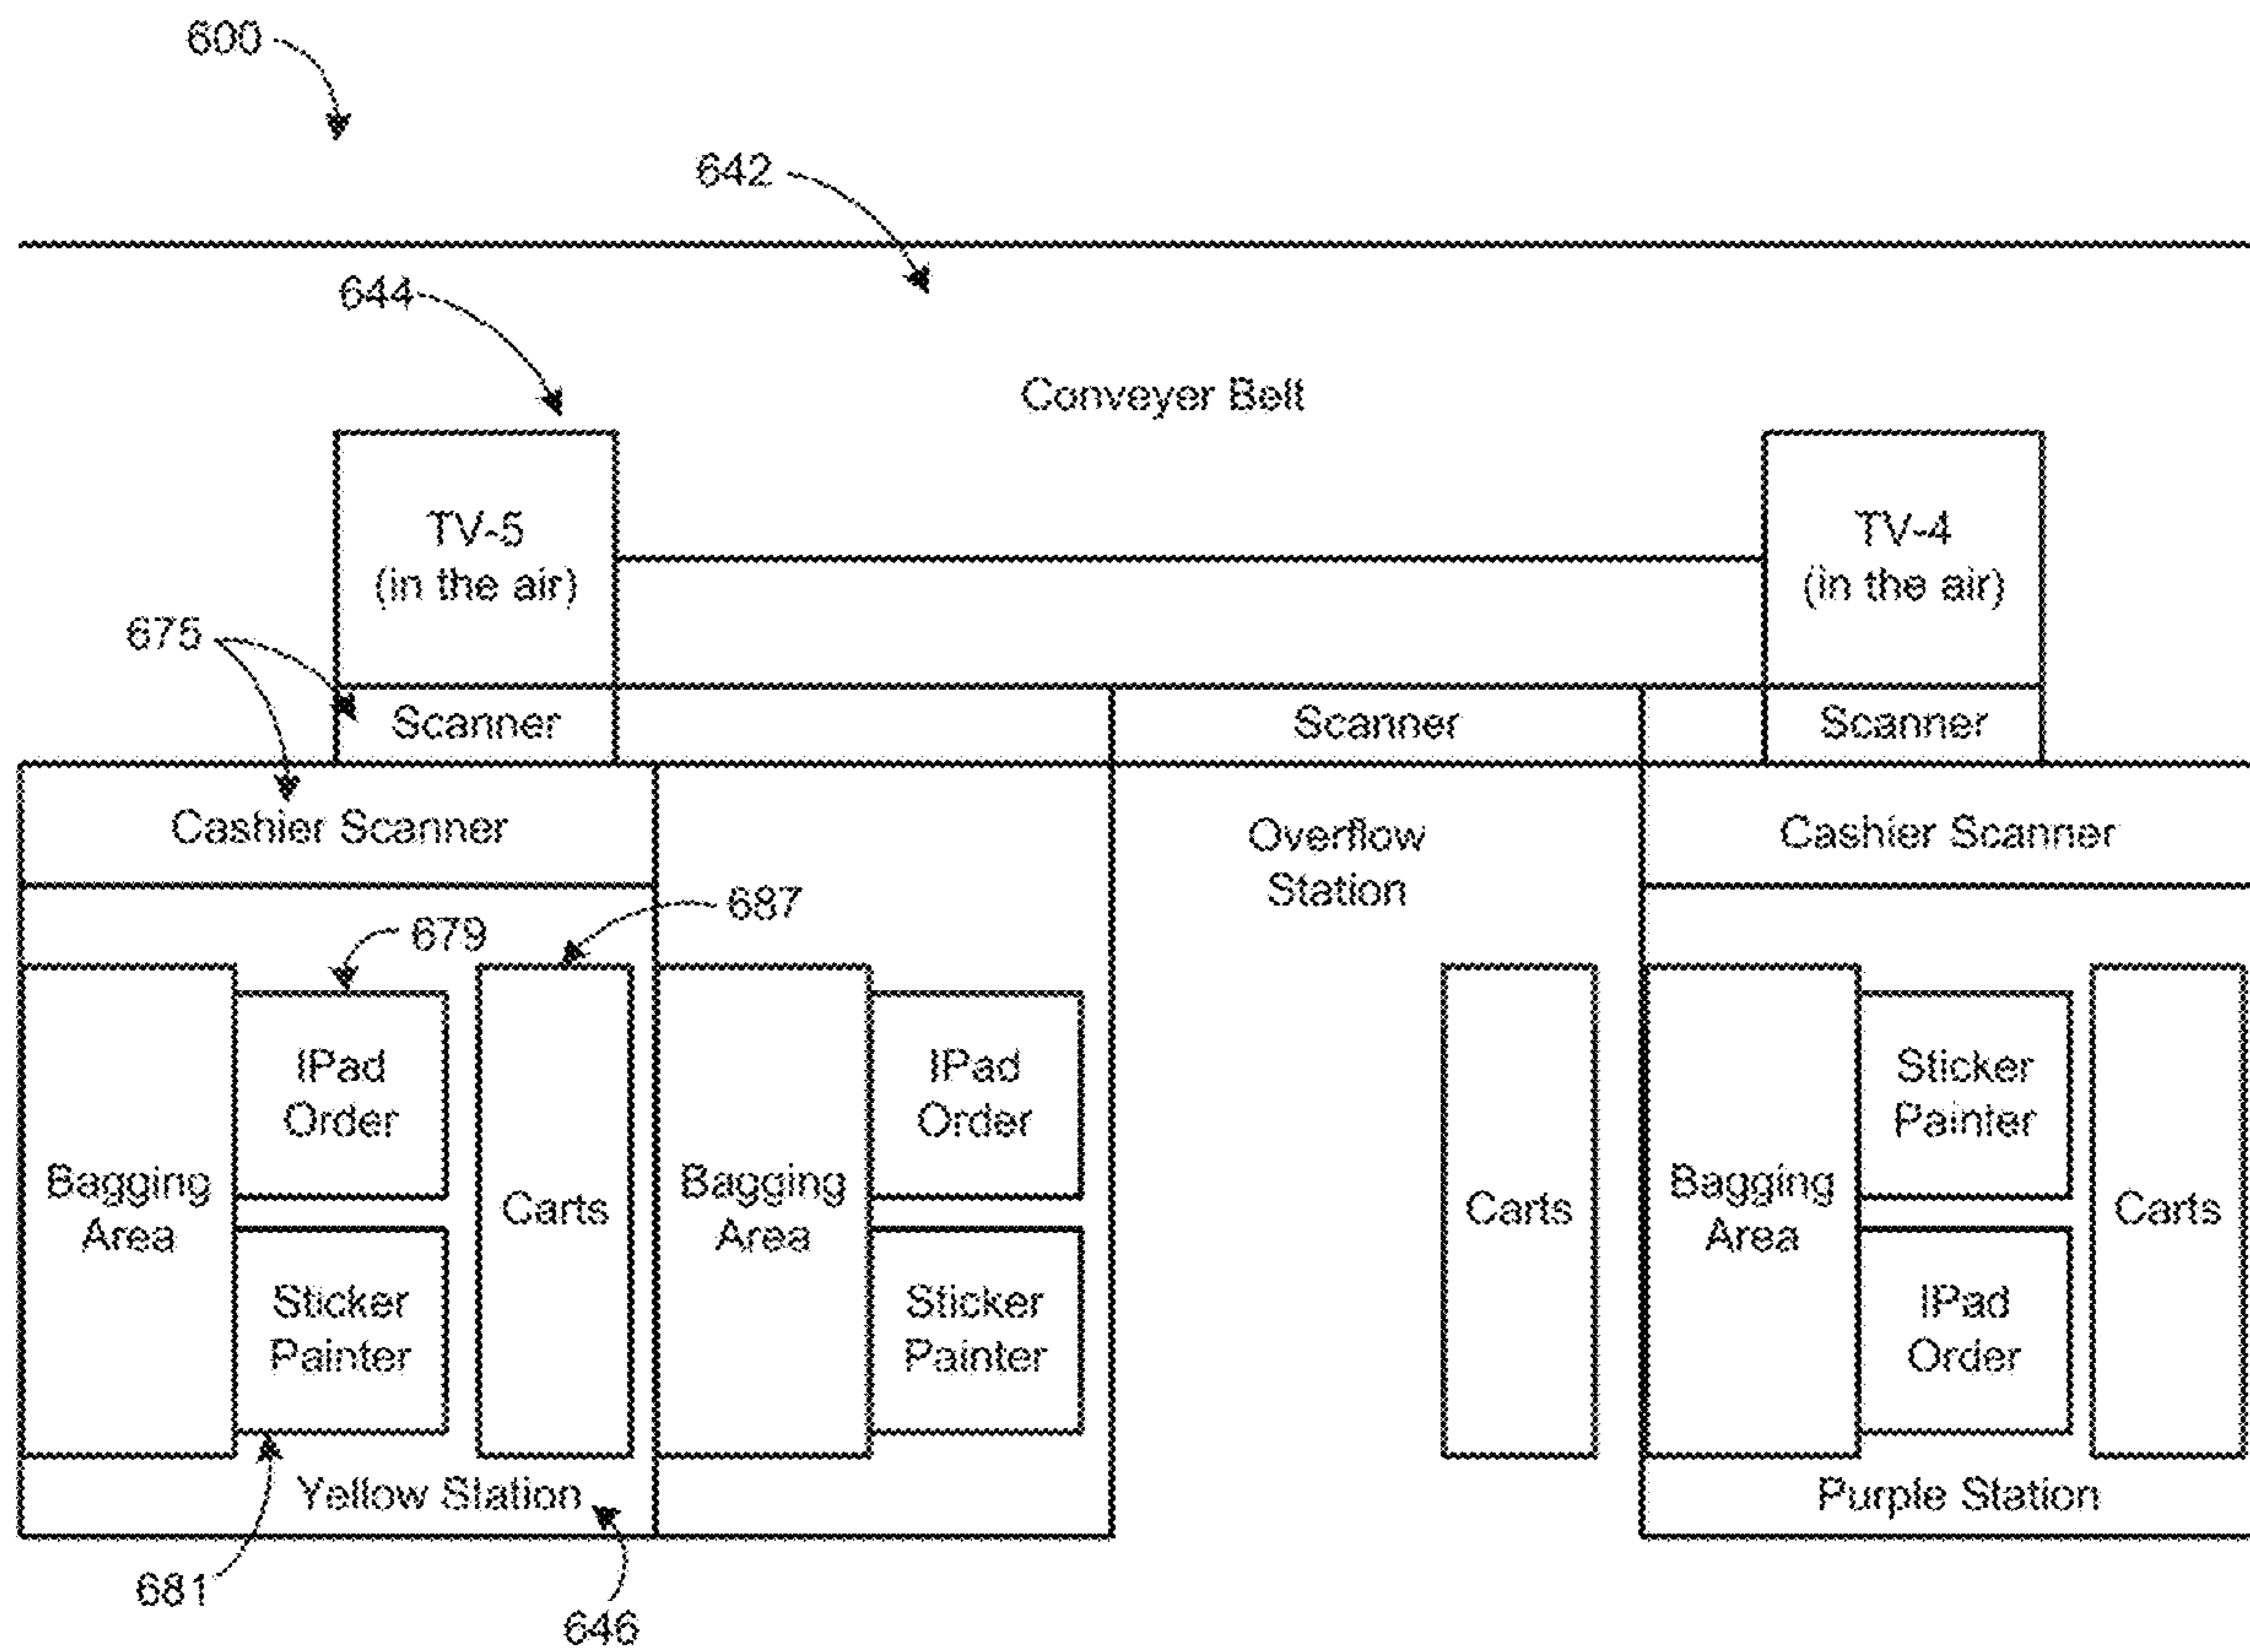 600
642
644
Conveyer Belt
TV-5
(in the air)
TV-4
(in the air)
675
Scanner
Scanner
Scanner
Cashier Scanner
Overflow
Station
Cashier Scanner
687
679
Bagging
Area
IPad
Order
Sticker
Painter
Carts
Bagging
Area
IPad
Order
Sticker
Painter
Carts
Bagging
Area
Sticker
Painter
IPad
Order
Carts
Yellow Station
Purple Station
681
646